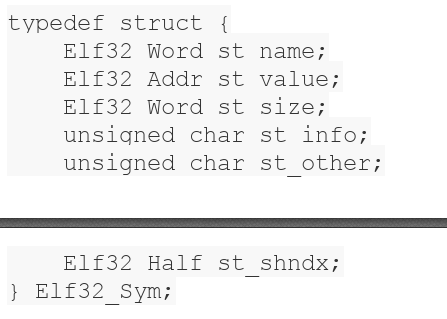 typedef struct {
Elf32 Word st name;
Elf32 Addr st value;
Elf32 Word st size;
unsigned char st info;
unsigned char st_other;
Elf32 Half st_shndx;
} Elf32_Sym;